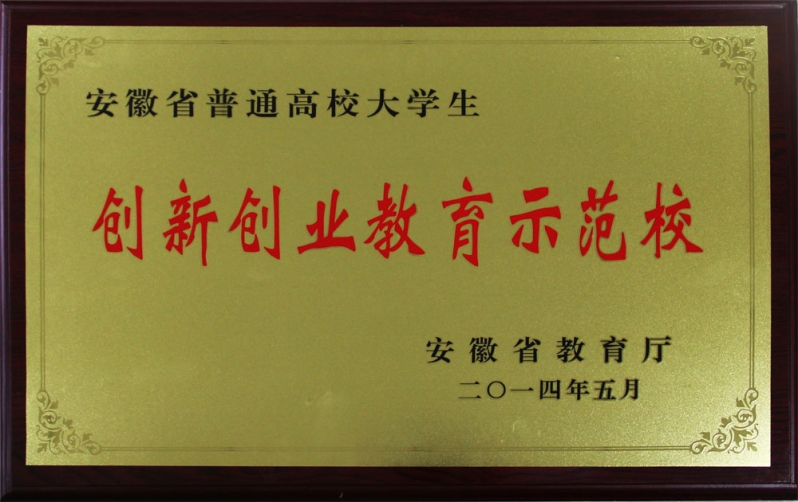 安徽省普通高校大学生
创新创业教育示范校
安徽省教育厅
二〇一四年五月